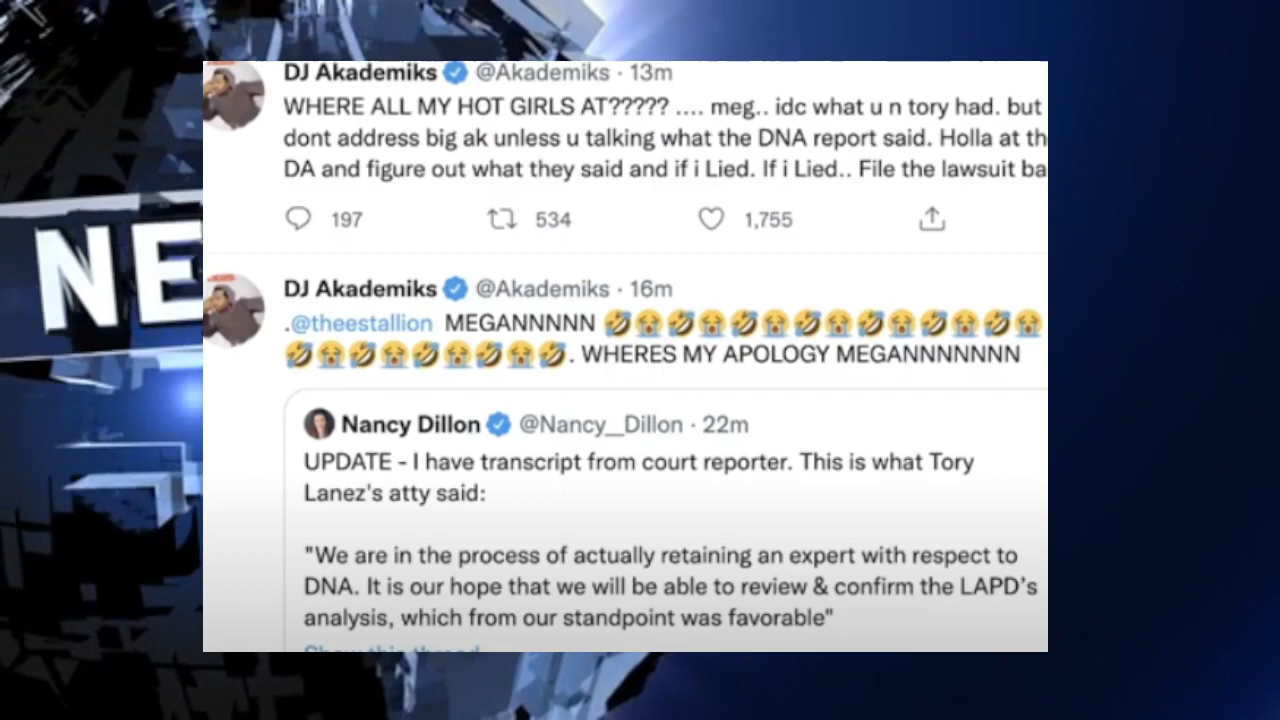 DJ Akademiks @Akademiks · 13m
WHERE ALL MY HOT GIRLS AT????? .... meg.. idc what u n tory had. but
dont address big ak unless u talking what the DNA report said. Holla at th
DA and figure out what they said and if i Lied. If i Lied.. File the lawsuit ba
197 534 1,755
DJ Akademiks @Akademiks · 16m
.@theestallion MEGANNNNN 🤣😭🤣😭🤣😭🤣😭🤣😭🤣😭🤣😭
🤣😭🤣😭🤣😭🤣😭🤣. WHERES MY APOLOGY MEGANNNNNNN
Nancy Dillon @Nancy__Dillon · 22m
UPDATE - I have transcript from court reporter. This is what Tory
Lanez's atty said:
"We are in the process of actually retaining an expert with respect to
DNA. It is our hope that we will be able to review & confirm the LAPD's
analysis, which from our standpoint was favorable"
Show this thread
NE